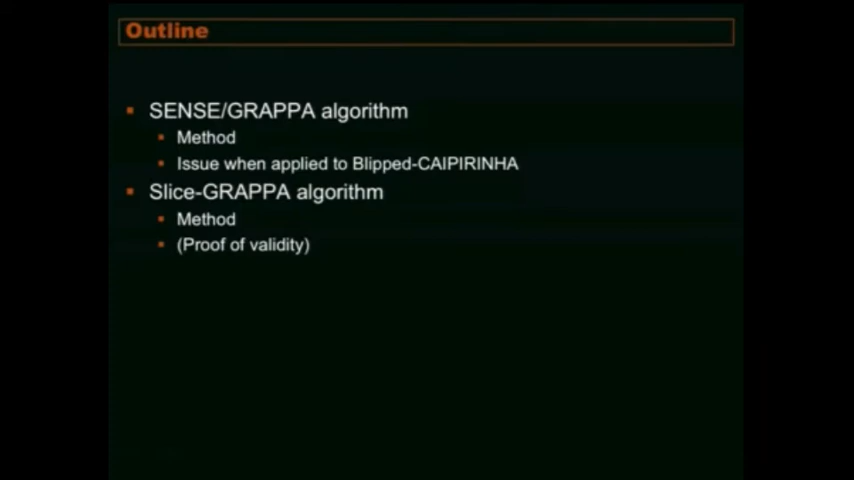 Outline
SENSE/GRAPPA algorithm
Method
Issue when applied to Blipped-CAIPIRINHA
Slice-GRAPPA algorithm
Method
(Proof of validity)